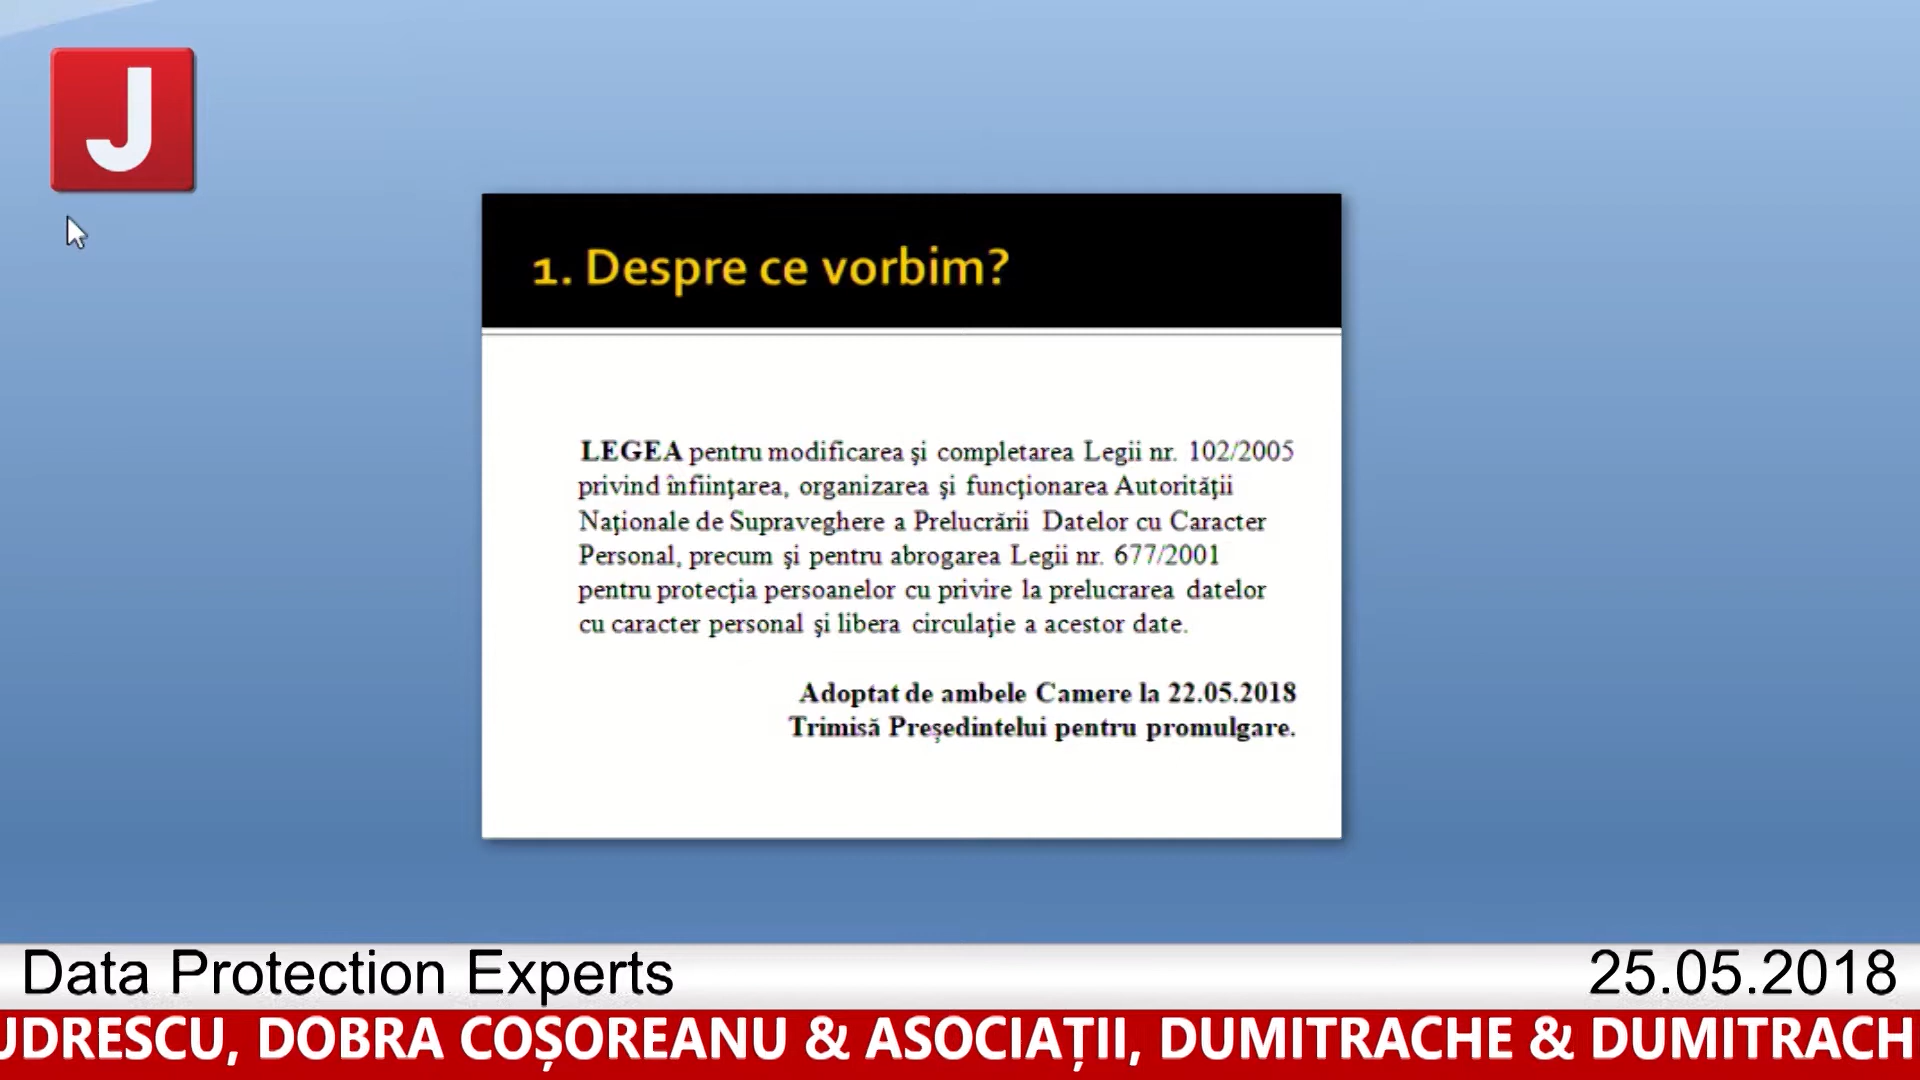 J
1. Despre ce vorbim?
LEGEA pentru modificarea şi completarea Legii nr. 102/2005
privind înfiinţarea, organizarea şi funcţionarea Autorităţii
Naţionale de Supraveghere a Prelucrării Datelor cu Caracter
Personal, precum şi pentru abrogarea Legii nr. 677/2001
pentru protecţia persoanelor cu privire la prelucrarea datelor
cu caracter personal şi libera circulaţie a acestor date.
Adoptat de ambele Camere la 22.05.2018
Trimisă Președintelui pentru promulgare.
Data Protection Experts 25.05.2018
UDRESCU, DOBRA COȘOREANU & ASOCIAȚII, DUMITRACHE & DUMITRACH